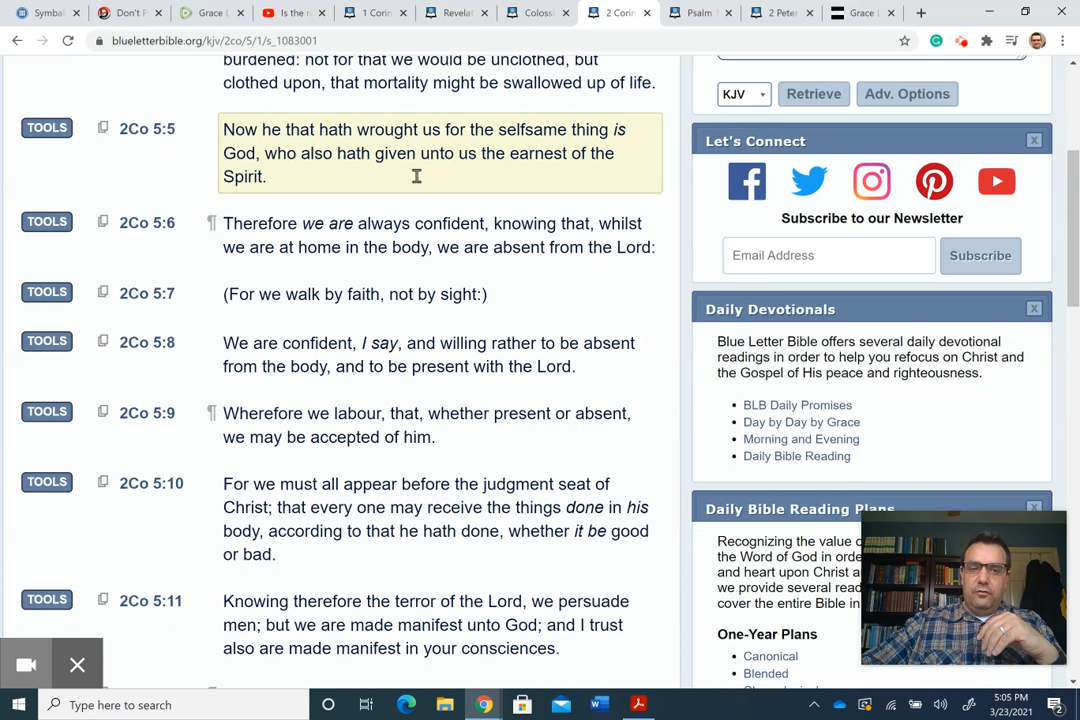 Symbal
Don't P
Grace L
Is the r
1 Corin
Revelat
Coloss
2 Corin
Psalm
2 Peter
Grace L
blueletterbible.org/kjv/2co/5/1/s_1083001
burdened: not for that we would be unclothed, but
clothed upon, that mortality might be swallowed up of life.
TOOLS
2Co 5:5
Now he that hath wrought us for the selfsame thing is
God, who also hath given unto us the earnest of the
Spirit.
TOOLS
2Co 5:6
¶ Therefore we are always confident, knowing that, whilst
we are at home in the body, we are absent from the Lord:
TOOLS
2Co 5:7
(For we walk by faith, not by sight:)
TOOLS
2Co 5:8
We are confident, I say, and willing rather to be absent
from the body, and to be present with the Lord.
TOOLS
2Co 5:9
¶ Wherefore we labour, that, whether present or absent,
we may be accepted of him.
TOOLS
2Co 5:10
For we must all appear before the judgment seat of
Christ; that every one may receive the things done in his
body, according to that he hath done, whether it be good
or bad.
TOOLS
2Co 5:11
Knowing therefore the terror of the Lord, we persuade
men; but we are made manifest unto God; and I trust
also are made manifest in your consciences.
KJV
Retrieve
Adv. Options
Let's Connect
X
Subscribe to our Newsletter
Email Address
Subscribe
Daily Devotionals
X
Blue Letter Bible offers several daily devotional
readings in order to help you refocus on Christ and
the Gospel of His peace and righteousness.
BLB Daily Promises
Day by Day by Grace
Morning and Evening
Daily Bible Reading
Daily Bible Reading Plans
Recognizing the value
the Word of God in orde
and heart upon Christ a
we provide several read
cover the entire Bible in
One-Year Plans
Canonical
Blended
Type here to search
5:05 PM
3/23/2021
2